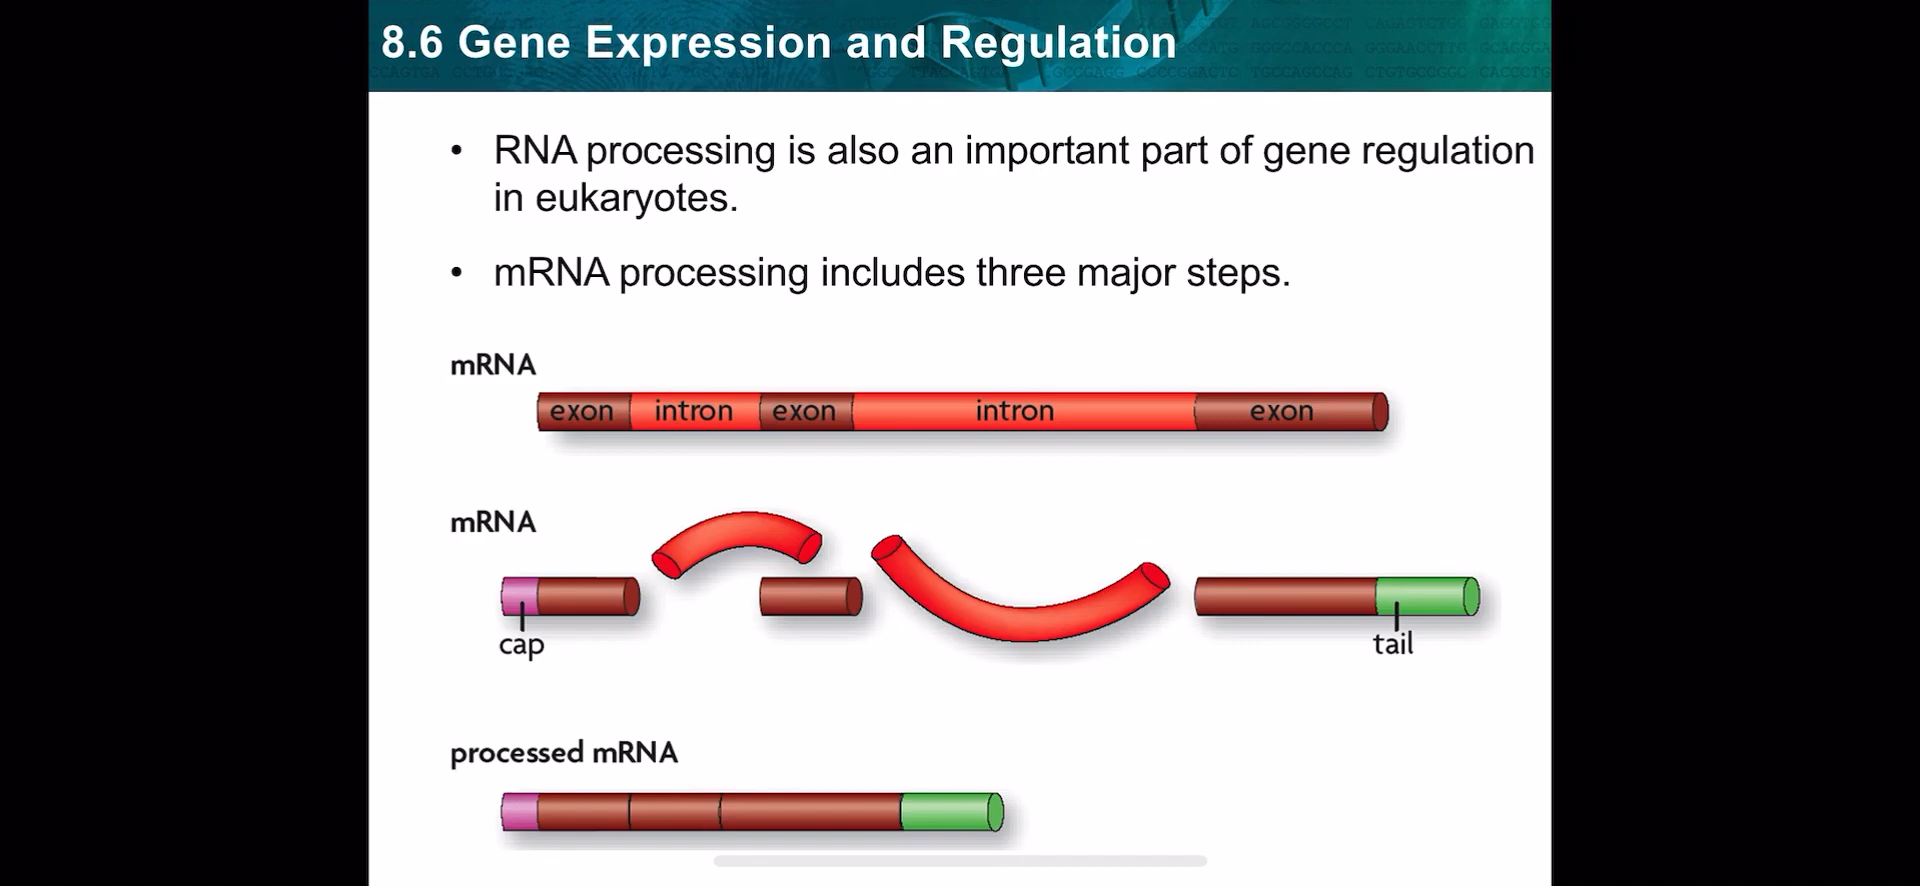 8.6 Gene Expression and Regulation
• RNA processing is also an important part of gene regulation
in eukaryotes.
• mRNA processing includes three major steps.
mRNA
exon intron exon intron exon
mRNA
cap
tail
processed mRNA